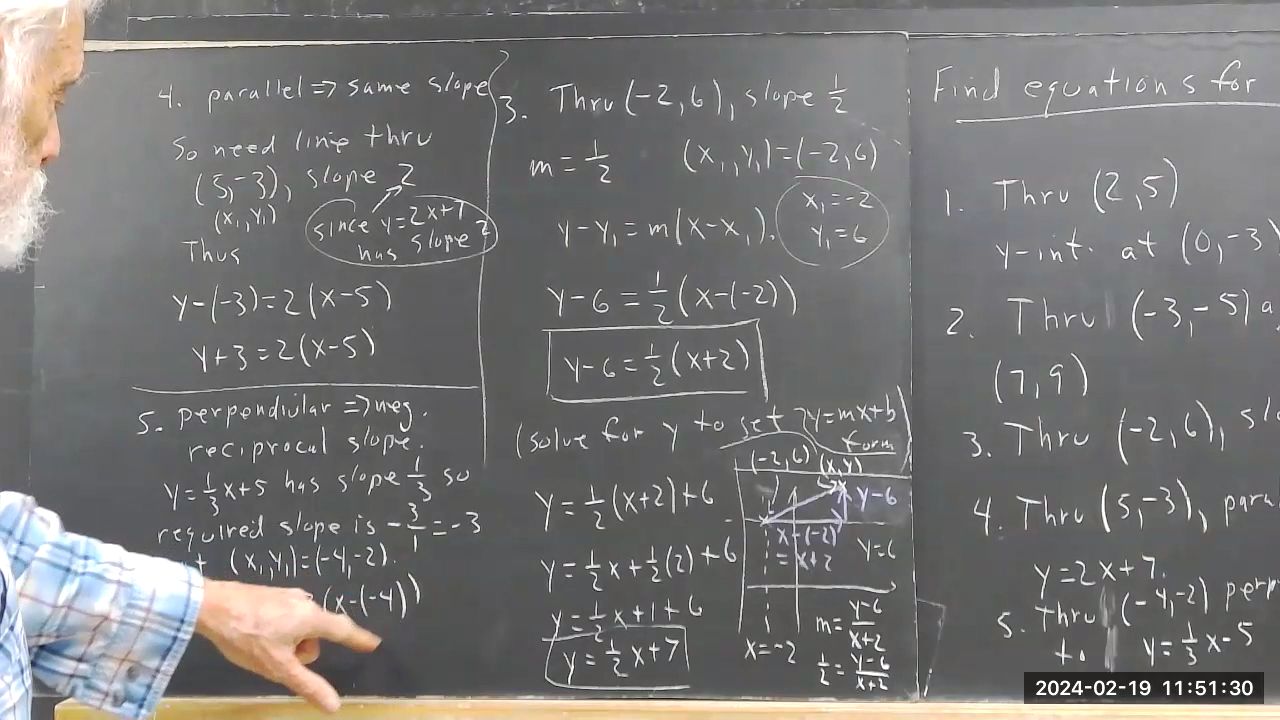 4. parallel => same slope
So need line thru
(5,-3), slope 2
(x₁,y₁)
since y=2x+7
has slope 2
Thus
y-(-3)=2(x-5)
y+3=2(x-5)
5. perpendiular => neg.
reciprocal slope.
y=⅓x+5 has slope ⅓ so
required slope is -3/1=-3
(x₁,y₁)=(-4,-2).
(x-(-4))
3. Thru (-2,6), slope ½
m=½ (x₁,y₁)=(-2,6)
x₁=-2
y₁=6
y-y₁=m(x-x₁).
y-6=½(x-(-2))
y-6=½(x+2)
(solve for y to get y=mx+b
form
y=½(x+2)+6
y=½x+½(2)+6
y=½x+1+6
y=½x+7
(-2,6) (x,y)
y-6
x-(-2)
=x+2
y=6
x=-2
m=y-6/x+2
½=y-6/x+2
Find equations for
1. Thru (2,5)
y-int. at (0,-3)
2. Thru (-3,-5)
(7,9)
3. Thru (-2,6),
4. Thru (5,-3),
y=2x+7.
5. Thru (-4,-2)
to y=⅓x-5
2024-02-19 11:51:30